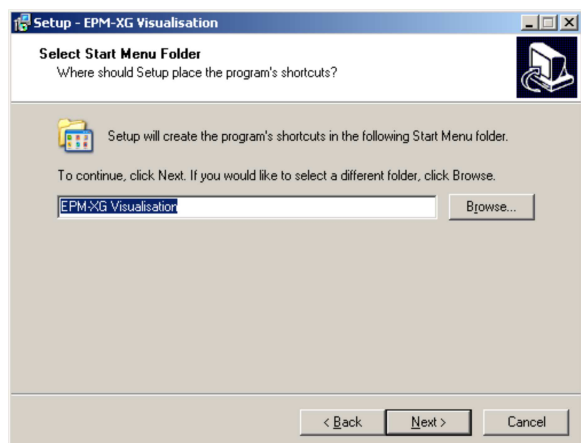 Setup - EPM-XG Visualisation
Select Start Menu Folder
Where should Setup place the program's shortcuts?
Setup will create the program's shortcuts in the following Start Menu folder.
To continue, click Next. If you would like to select a different folder, click Browse.
EPM-XG Visualisation
Browse...
< Back
Next >
Cancel